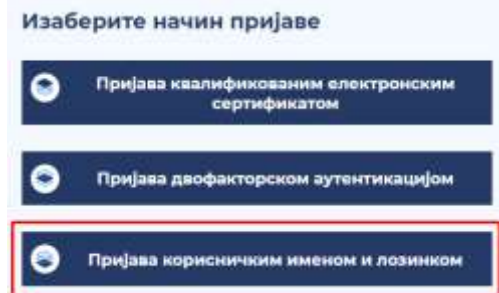 Изаберите начин пријаве
Пријава квалификованим електронским
сертификатом
Пријава двофакторском аутентикацијом
Пријава корисничким именом и лозинком